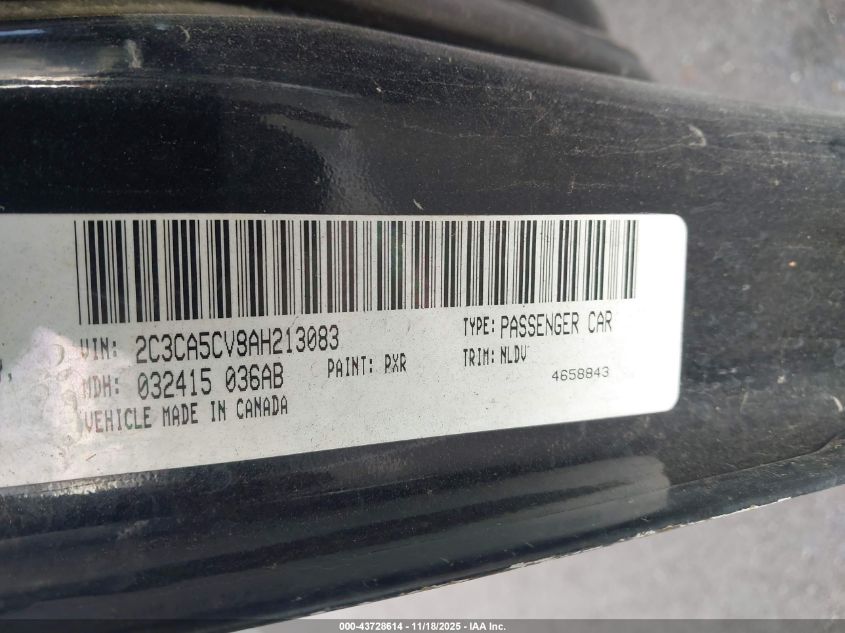 VIN: 2C3CA5CV8AH213083 TYPE: PASSENGER CAR
MDH: 032415 036AB PAINT: PXR TRIM: NLDV 4658843
VEHICLE MADE IN CANADA
000-43728614 - 11/18/2025 - IAA Inc.